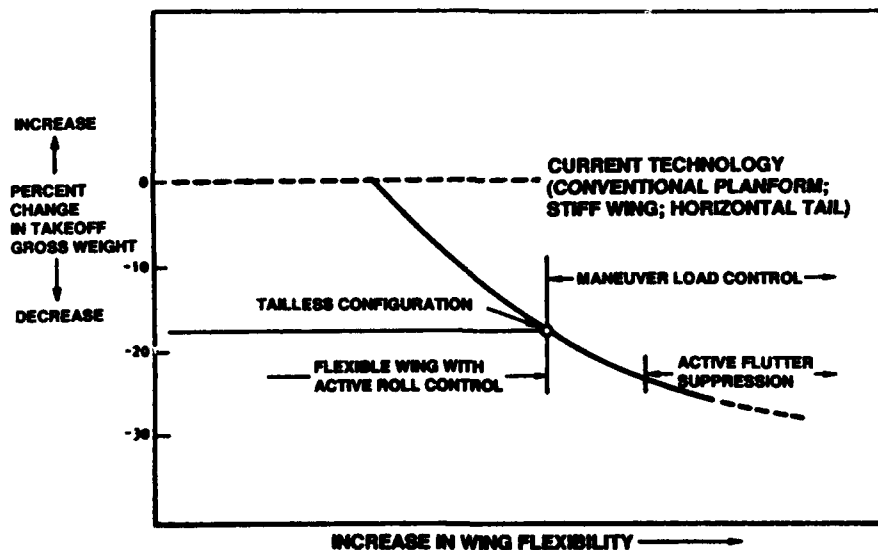 INCREASE
PERCENT
CHANGE
IN TAKEOFF
GROSS WEIGHT
DECREASE
0
-10
-20
-30
CURRENT TECHNOLOGY
(CONVENTIONAL PLANFORM;
STIFF WING; HORIZONTAL TAIL)
MANEUVER LOAD CONTROL
TAILLESS CONFIGURATION
FLEXIBLE WING WITH
ACTIVE ROLL CONTROL
ACTIVE FLUTTER
SUPPRESSION
INCREASE IN WING FLEXIBILITY